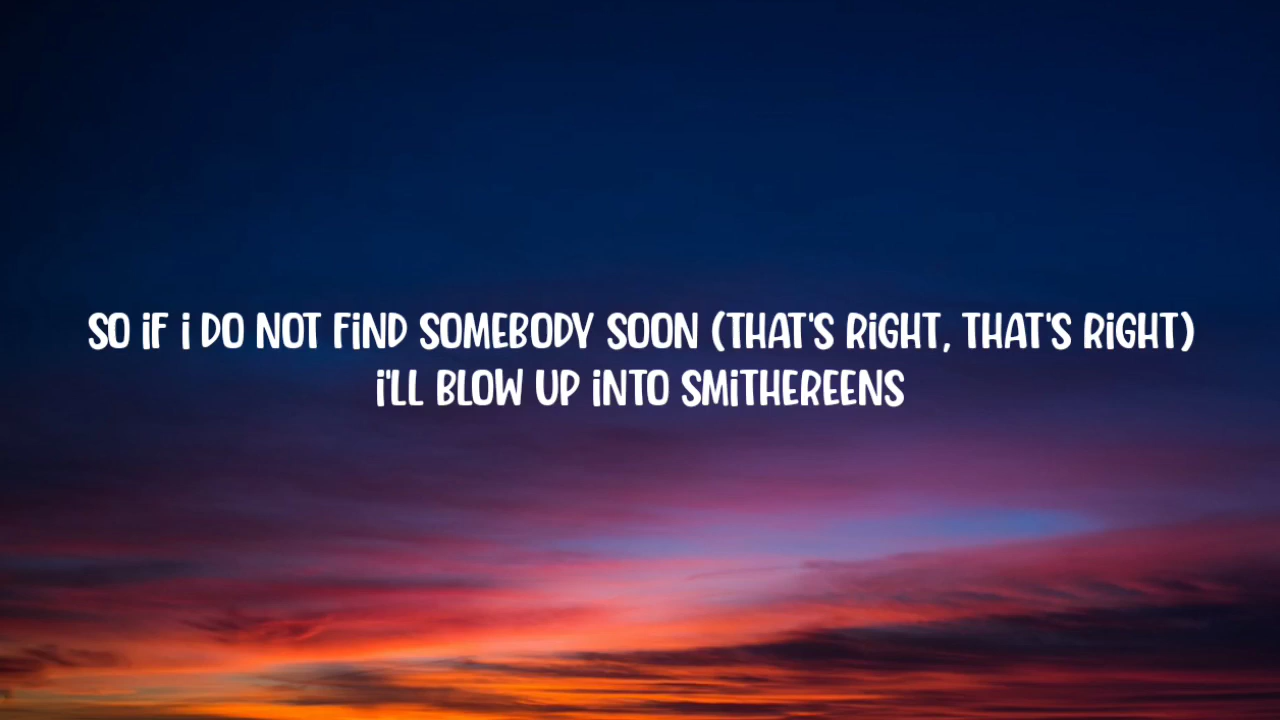 SO iF i DO NOT FiND SOMEBODY SOON (THAT'S RiGHT, THAT'S RiGHT)
i'LL BLOW UP iNTO SMiTHEREENS